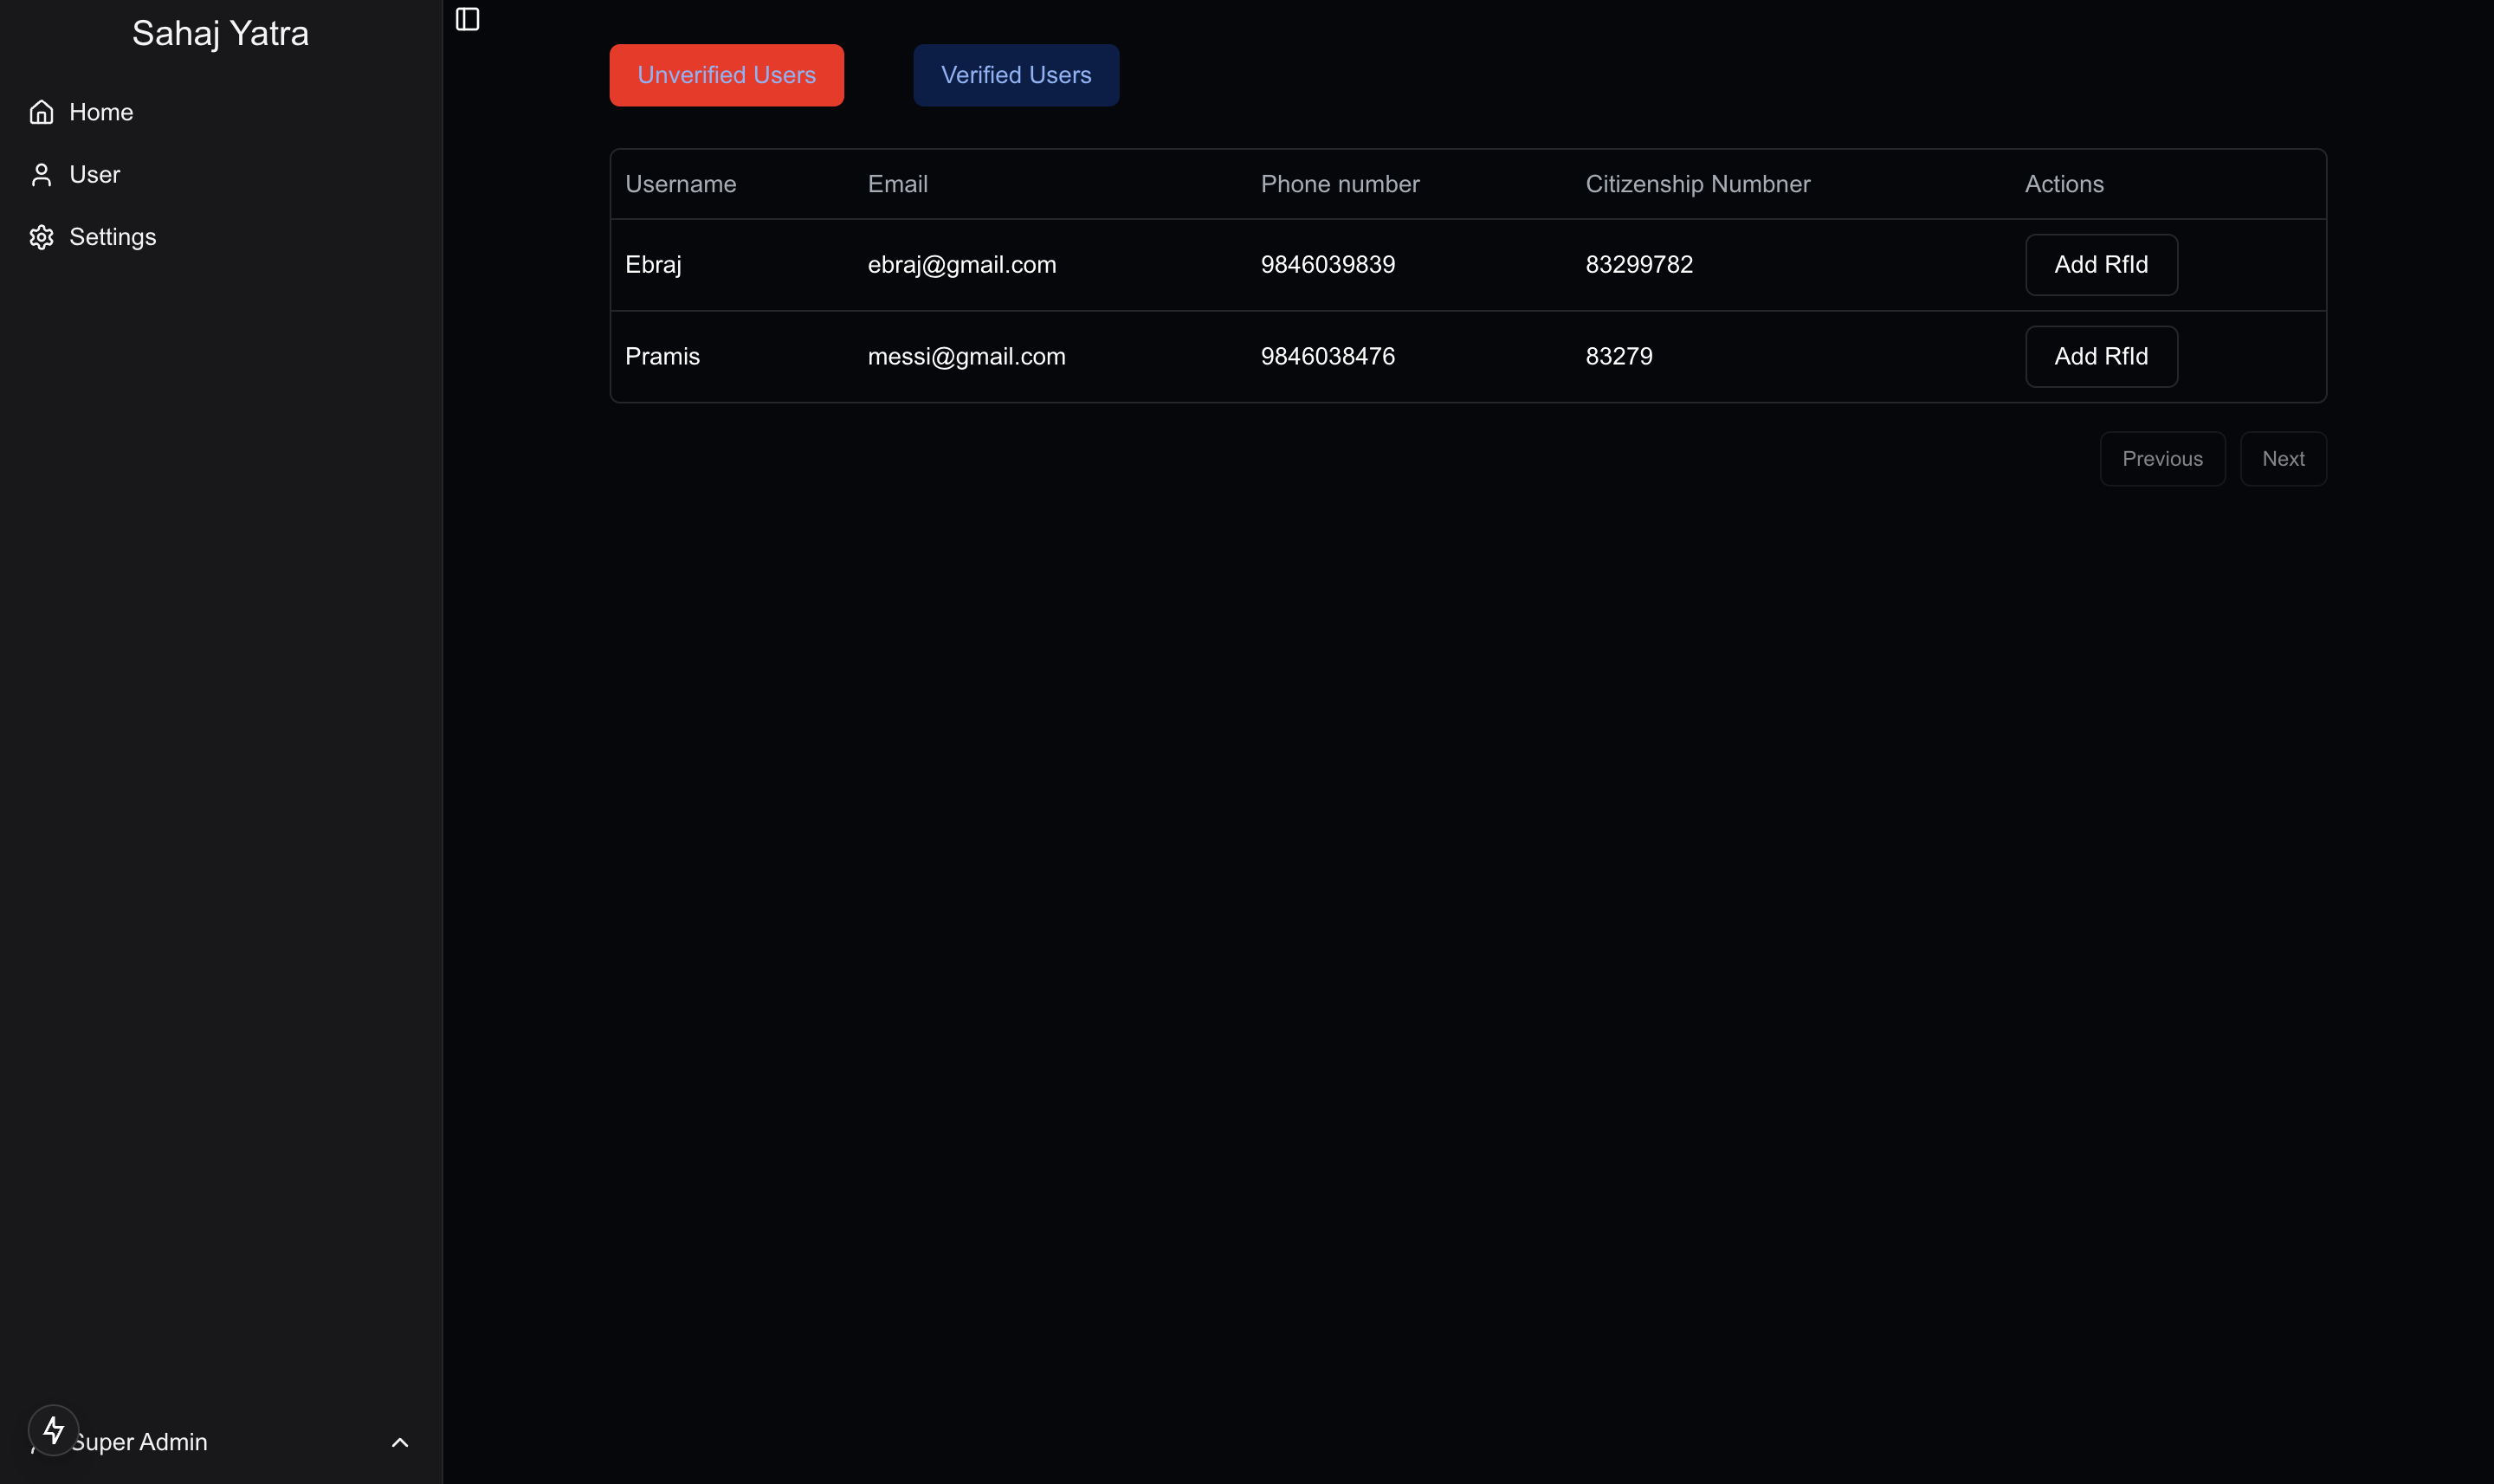 Sahaj Yatra
Home
User
Settings
Super Admin
Unverified Users Verified Users
Username Email Phone number Citizenship Numbner Actions
Ebraj ebraj@gmail.com 9846039839 83299782 Add RfId
Pramis messi@gmail.com 9846038476 83279 Add RfId
Previous Next